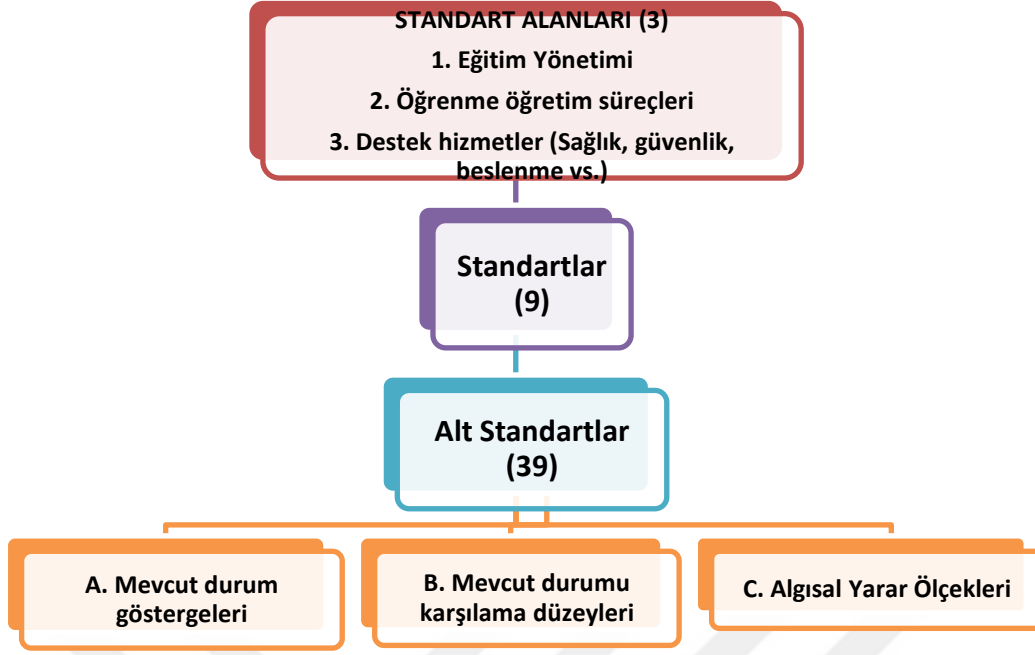 STANDART ALANLARI (3)
1. Eğitim Yönetimi
2. Öğrenme öğretim süreçleri
3. Destek hizmetler (Sağlık, güvenlik,
beslenme vs.)
Standartlar
(9)
Alt Standartlar
(39)
A. Mevcut durum
göstergeleri
B. Mevcut durumu
karşılama düzeyleri
C. Algısal Yarar Ölçekleri